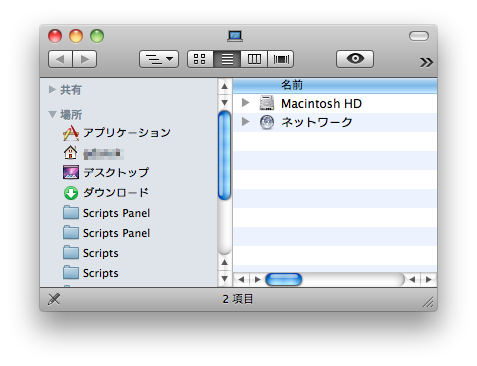 共有
場所
アプリケーション
デスクトップ
ダウンロード
Scripts Panel
Scripts Panel
Scripts
Scripts
名前
Macintosh HD
ネットワーク
2 項目